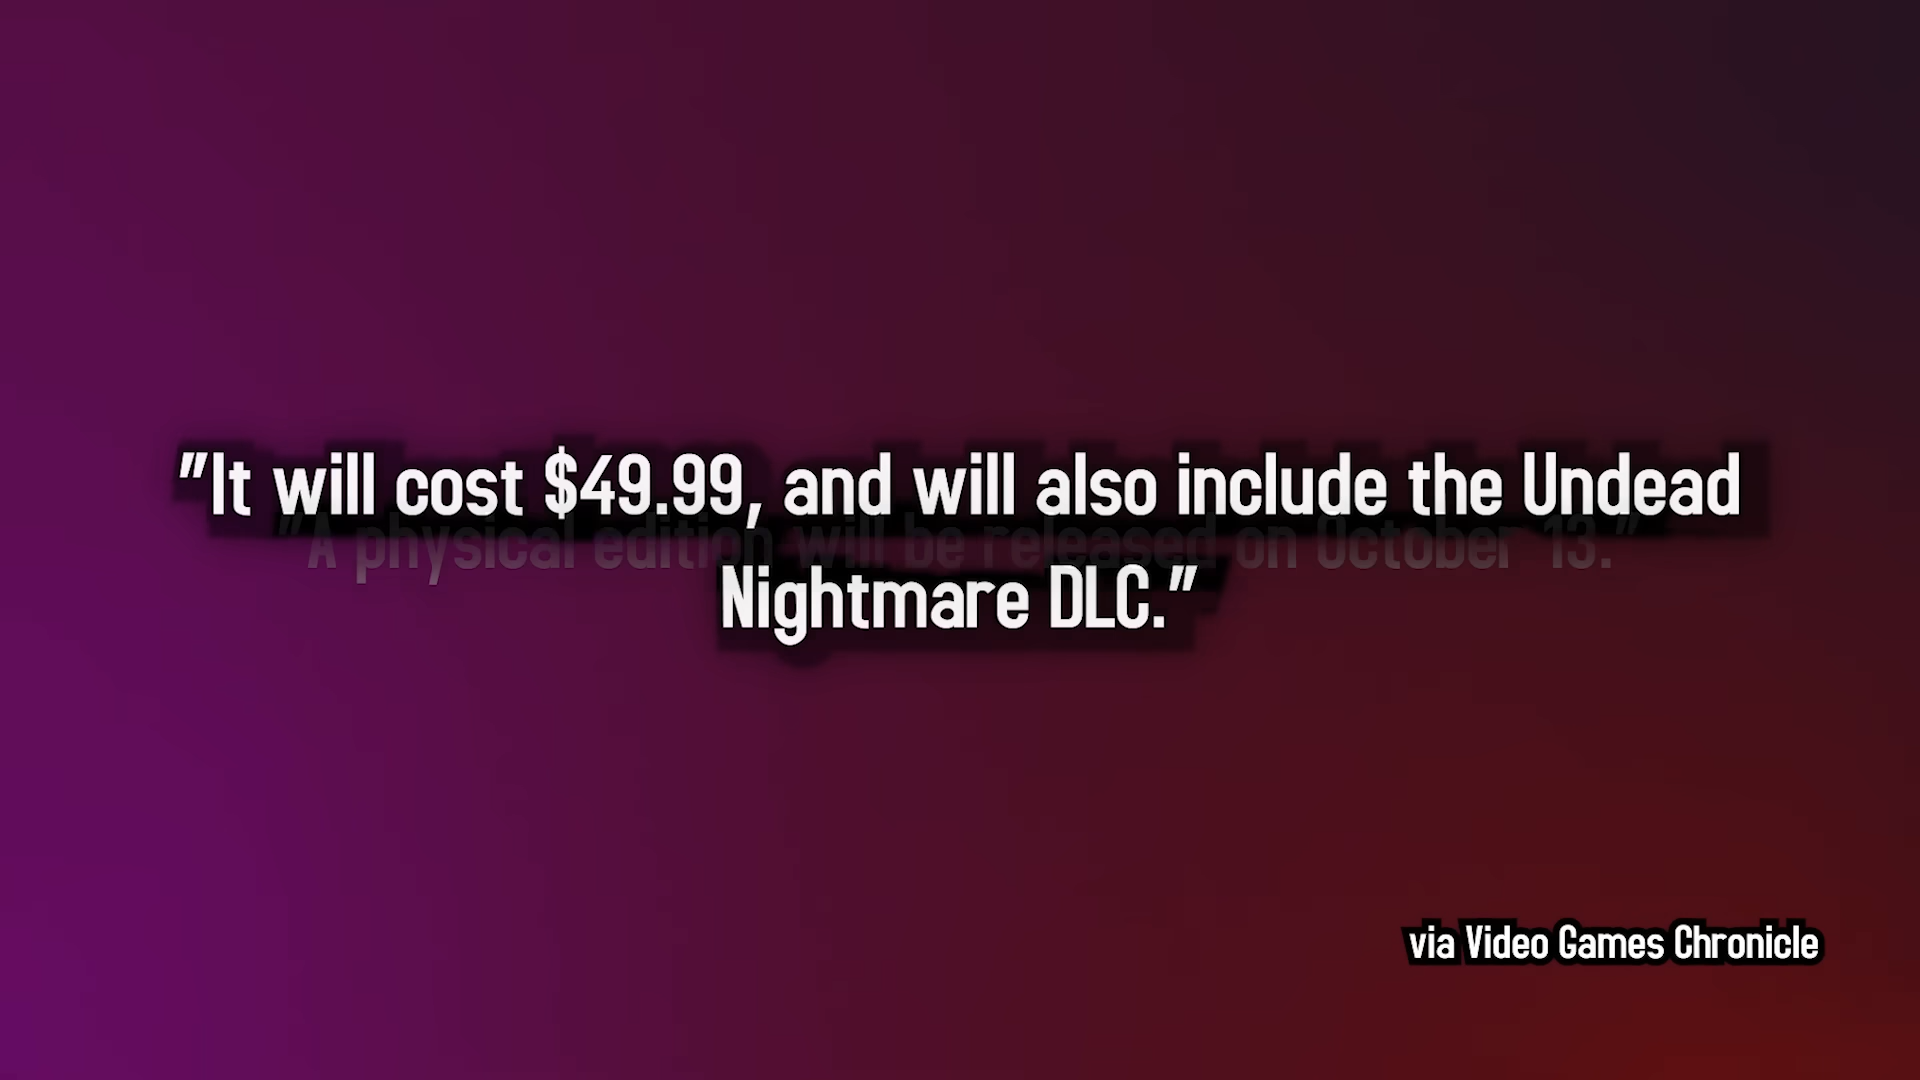 "It will cost $49.99, and will also include the Undead
"A physical edition will be released on October 13."
Nightmare DLC."
via Video Games Chronicle